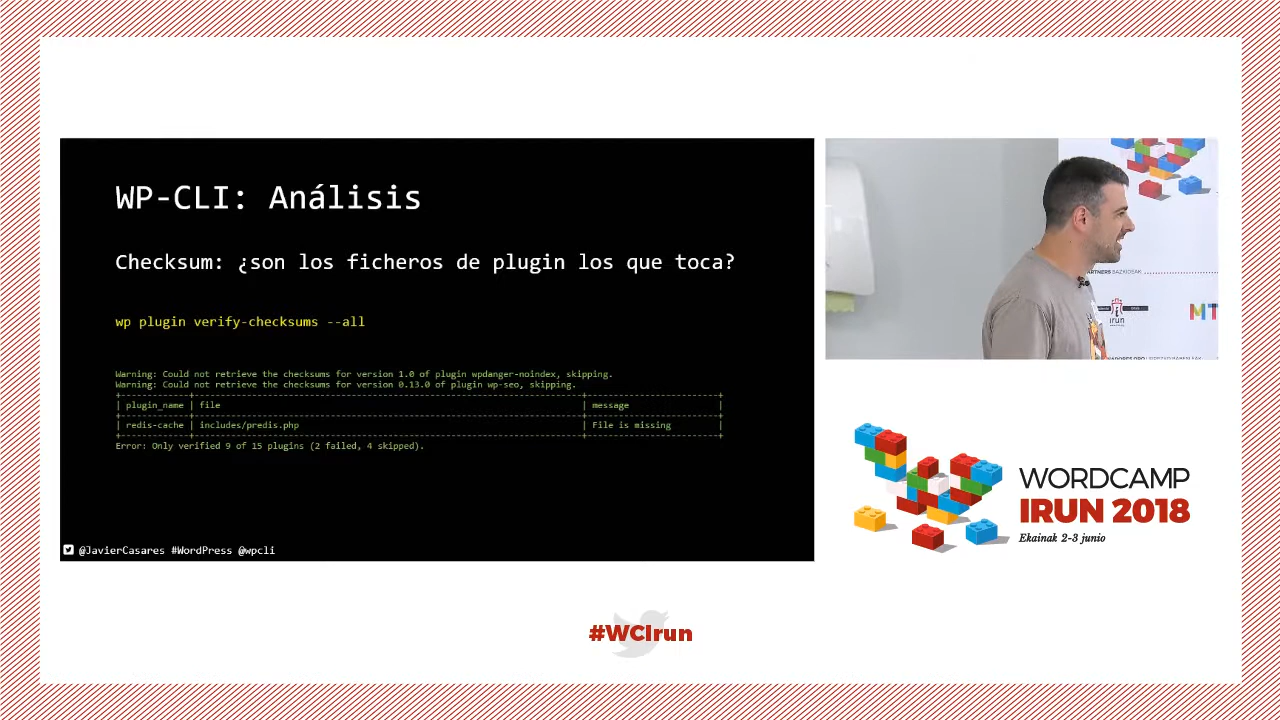 WP-CLI: Análisis
Checksum: ¿son los ficheros de plugin los que toca?
wp plugin verify-checksums --all
Warning: Could not retrieve the checksums for version 1.0 of plugin wpdanger-noindex, skipping.
Warning: Could not retrieve the checksums for version 0.13.0 of plugin wp-seo, skipping.
plugin_name | file | message
redis-cache | includes/predis.php | File is missing
Error: Only verified 9 of 15 plugins (2 failed, 4 skipped).
@JavierCasares #WordPress @wpcli
BAZKIDEAK
irun
MT
WORDCAMP
IRUN 2018
Ekainak 2-3 junio
#WCIrun